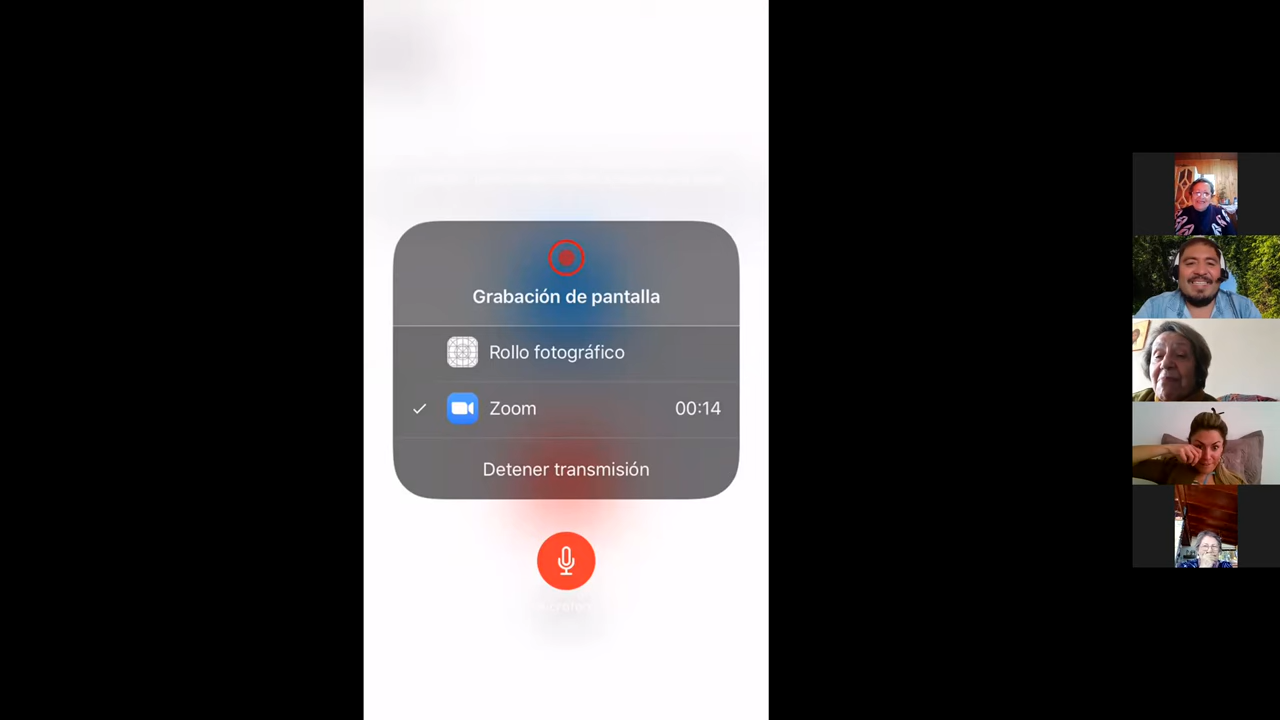 Grabación de pantalla
Rollo fotográfico
Zoom 00:14
Detener transmisión